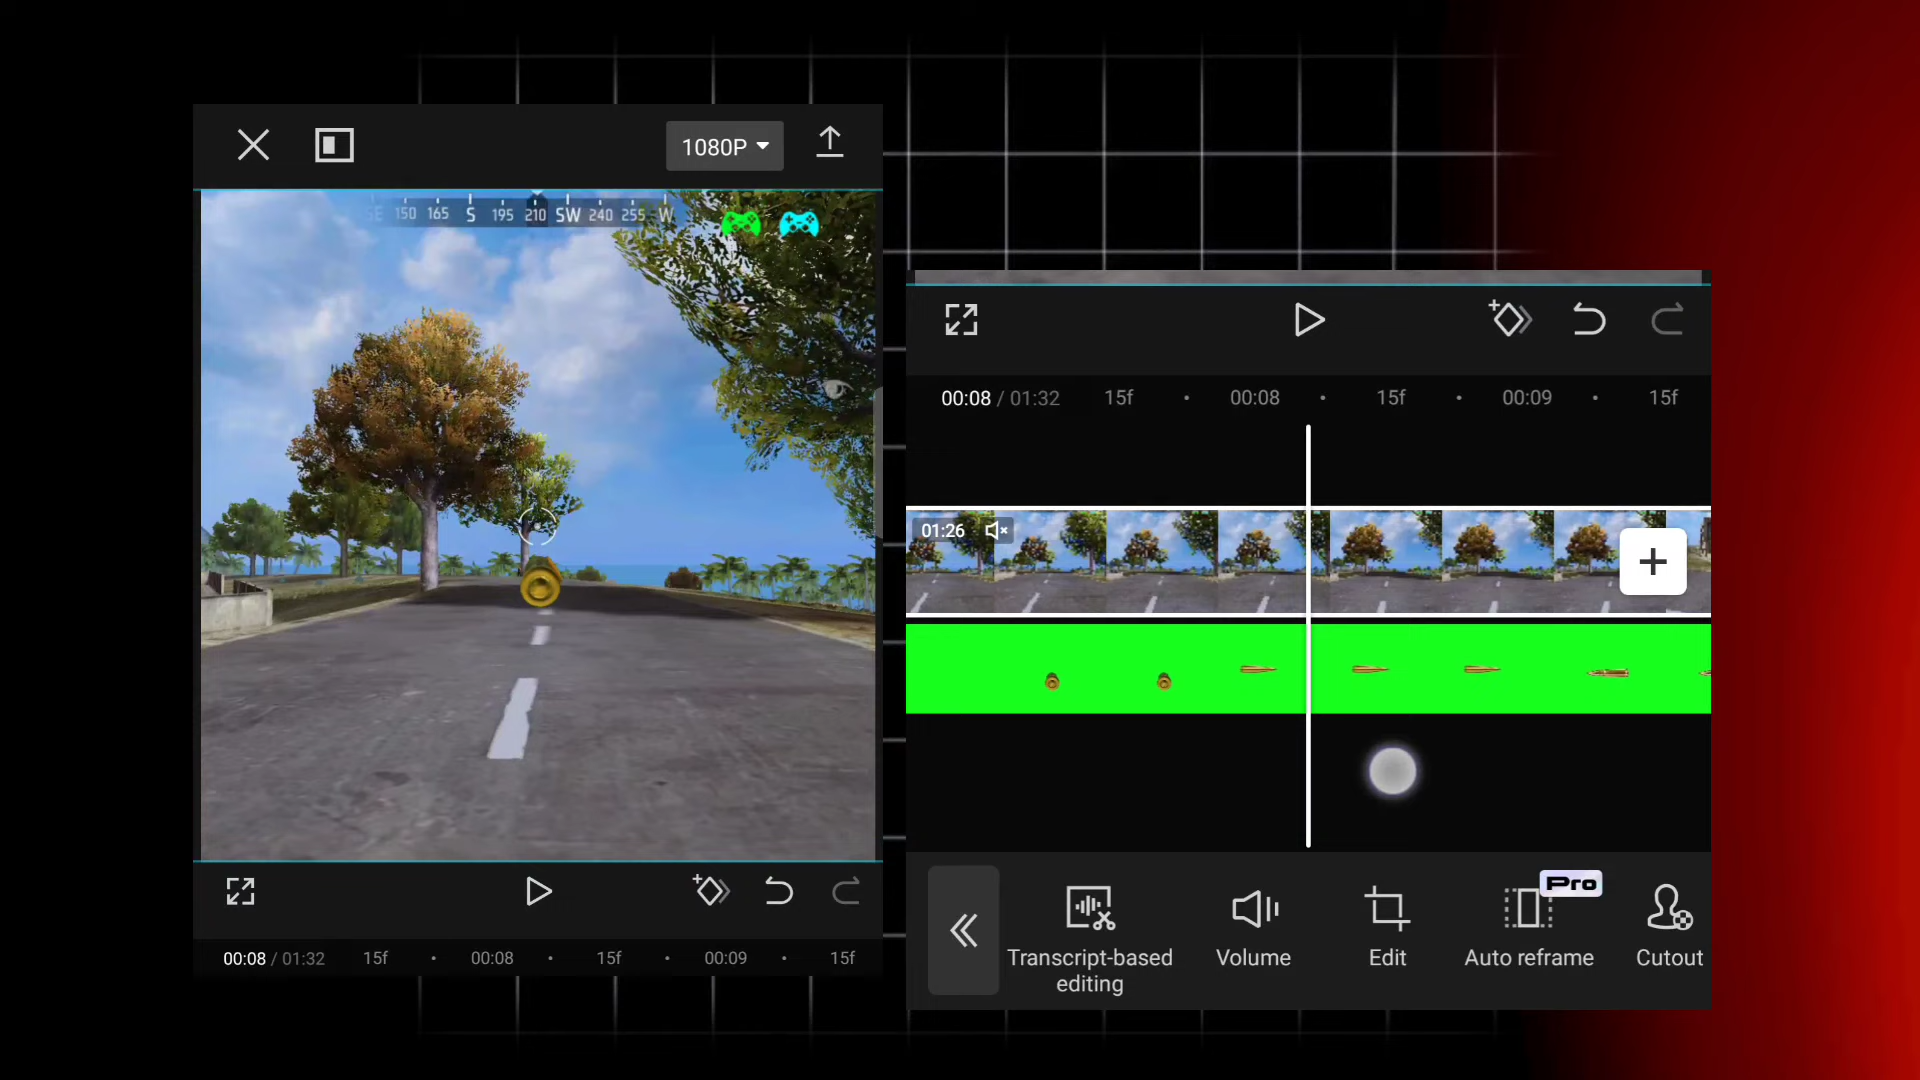 1080P
SE 150 165 S 195 210 SW 240 255 W
00:08 / 01:32 15f 00:08 15f 00:09 15f
00:08 / 01:32 15f 00:08 15f 00:09 15f
01:26
Pro
Transcript-based
editing
Volume
Edit
Auto reframe
Cutout